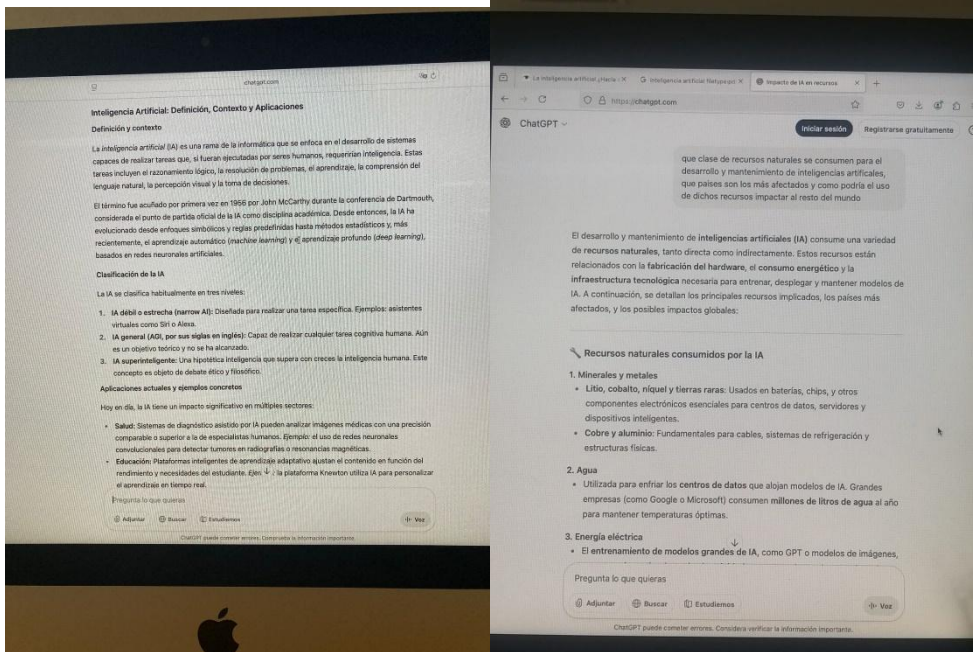 chatgpt.com
Inteligencia Artificial: Definición, Contexto y Aplicaciones
Definición y contexto
La inteligencia artificial (IA) es una rama de la informática que se enfoca en el desarrollo de sistemas
capaces de realizar tareas que, si fueran ejecutadas por seres humanos, requerirían inteligencia. Estas
tareas incluyen el razonamiento lógico, la resolución de problemas, el aprendizaje, la comprensión del
lenguaje natural, la percepción visual y la toma de decisiones.
El término fue acuñado por primera vez en 1956 por John McCarthy durante la conferencia de Dartmouth,
considerada el punto de partida oficial de la IA como disciplina académica. Desde entonces, la IA ha
evolucionado desde enfoques simbólicos y reglas predefinidas hasta métodos estadísticos y, más
recientemente, el aprendizaje automático (machine learning) y el aprendizaje profundo (deep learning),
basados en redes neuronales artificiales.
Clasificación de la IA
La IA se clasifica habitualmente en tres niveles:
1. IA débil o estrecha (narrow AI): Diseñada para realizar una tarea específica. Ejemplos: asistentes
virtuales como Siri o Alexa.
2. IA general (AGI, por sus siglas en inglés): Capaz de realizar cualquier tarea cognitiva humana. Aún
es un objetivo teórico y no se ha alcanzado.
3. IA superinteligente: Una hipotética inteligencia que supera con creces la inteligencia humana. Este
concepto es objeto de debate ético y filosófico.
Aplicaciones actuales y ejemplos concretos
Hoy en día, la IA tiene un impacto significativo en múltiples sectores:
• Salud: Sistemas de diagnóstico asistido por IA pueden analizar imágenes médicas con una precisión
comparable o superior a la de especialistas humanos. Ejemplo: el uso de redes neuronales
convolucionales para detectar tumores en radiografías o resonancias magnéticas.
• Educación: Plataformas inteligentes de aprendizaje adaptativo ajustan el contenido en función del
rendimiento y necesidades del estudiante. Ejem : la plataforma Knewton utiliza IA para personalizar
el aprendizaje en tiempo real.
Pregunta lo que quieras
Adjuntar Buscar Estudiemos Voz
ChatGPT puede cometer errores. Comprueba la información importante.
La inteligencia artificial ¿Hacia inteligencia artificial filetype:pdf Impacto de IA en recursos
https://chatgpt.com
ChatGPT Iniciar sesión Registrarse gratuitamente
que clase de recursos naturales se consumen para el
desarrollo y mantenimiento de inteligencias artificales,
que países son los más afectados y como podria el uso
de dichos recursos impactar al resto del mundo
El desarrollo y mantenimiento de inteligencias artificiales (IA) consume una variedad
de recursos naturales, tanto directa como indirectamente. Estos recursos están
relacionados con la fabricación del hardware, el consumo energético y la
infraestructura tecnológica necesaria para entrenar, desplegar y mantener modelos de
IA. A continuación, se detallan los principales recursos implicados, los países más
afectados, y los posibles impactos globales:
Recursos naturales consumidos por la IA
1. Minerales y metales
• Litio, cobalto, níquel y tierras raras: Usados en baterías, chips, y otros
componentes electrónicos esenciales para centros de datos, servidores y
dispositivos inteligentes.
• Cobre y aluminio: Fundamentales para cables, sistemas de refrigeración y
estructuras físicas.
2. Agua
• Utilizada para enfriar los centros de datos que alojan modelos de IA. Grandes
empresas (como Google o Microsoft) consumen millones de litros de agua al año
para mantener temperaturas óptimas.
3. Energía eléctrica
• El entrenamiento de modelos grandes de IA, como GPT o modelos de imágenes,
Pregunta lo que quieras
Adjuntar Buscar Estudiemos Voz
ChatGPT puede cometer errores. Considera verificar la información importante.